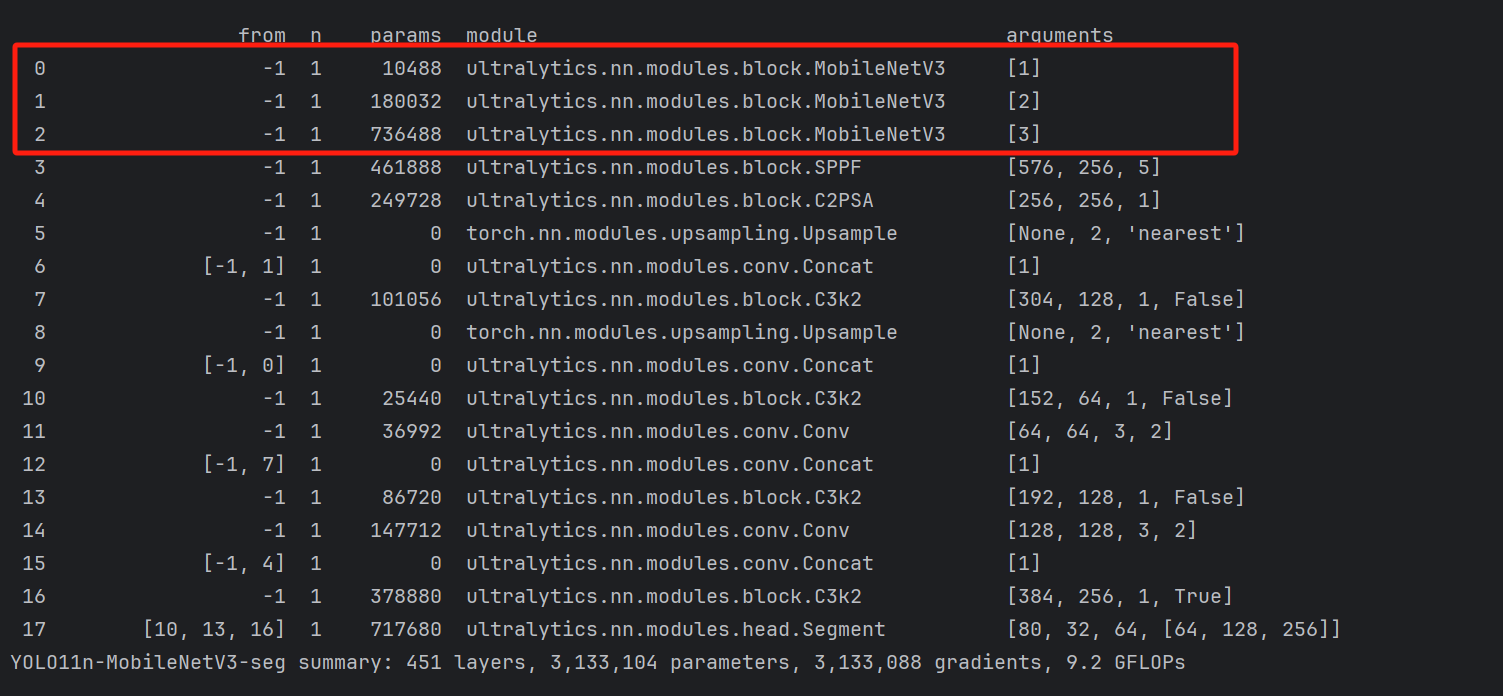 from n params module arguments
0 -1 1 10488 ultralytics.nn.modules.block.MobileNetV3 [1]
1 -1 1 180032 ultralytics.nn.modules.block.MobileNetV3 [2]
2 -1 1 736488 ultralytics.nn.modules.block.MobileNetV3 [3]
3 -1 1 461888 ultralytics.nn.modules.block.SPPF [576, 256, 5]
4 -1 1 249728 ultralytics.nn.modules.block.C2PSA [256, 256, 1]
5 -1 1 0 torch.nn.modules.upsampling.Upsample [None, 2, 'nearest']
6 [-1, 1] 1 0 ultralytics.nn.modules.conv.Concat [1]
7 -1 1 101056 ultralytics.nn.modules.block.C3k2 [304, 128, 1, False]
8 -1 1 0 torch.nn.modules.upsampling.Upsample [None, 2, 'nearest']
9 [-1, 0] 1 0 ultralytics.nn.modules.conv.Concat [1]
10 -1 1 25440 ultralytics.nn.modules.block.C3k2 [152, 64, 1, False]
11 -1 1 36992 ultralytics.nn.modules.conv.Conv [64, 64, 3, 2]
12 [-1, 7] 1 0 ultralytics.nn.modules.conv.Concat [1]
13 -1 1 86720 ultralytics.nn.modules.block.C3k2 [192, 128, 1, False]
14 -1 1 147712 ultralytics.nn.modules.conv.Conv [128, 128, 3, 2]
15 [-1, 4] 1 0 ultralytics.nn.modules.conv.Concat [1]
16 -1 1 378880 ultralytics.nn.modules.block.C3k2 [384, 256, 1, True]
17 [10, 13, 16] 1 717680 ultralytics.nn.modules.head.Segment [80, 32, 64, [64, 128, 256]]
YOLO11n-MobileNetV3-seg summary: 451 layers, 3,133,104 parameters, 3,133,088 gradients, 9.2 GFLOPs